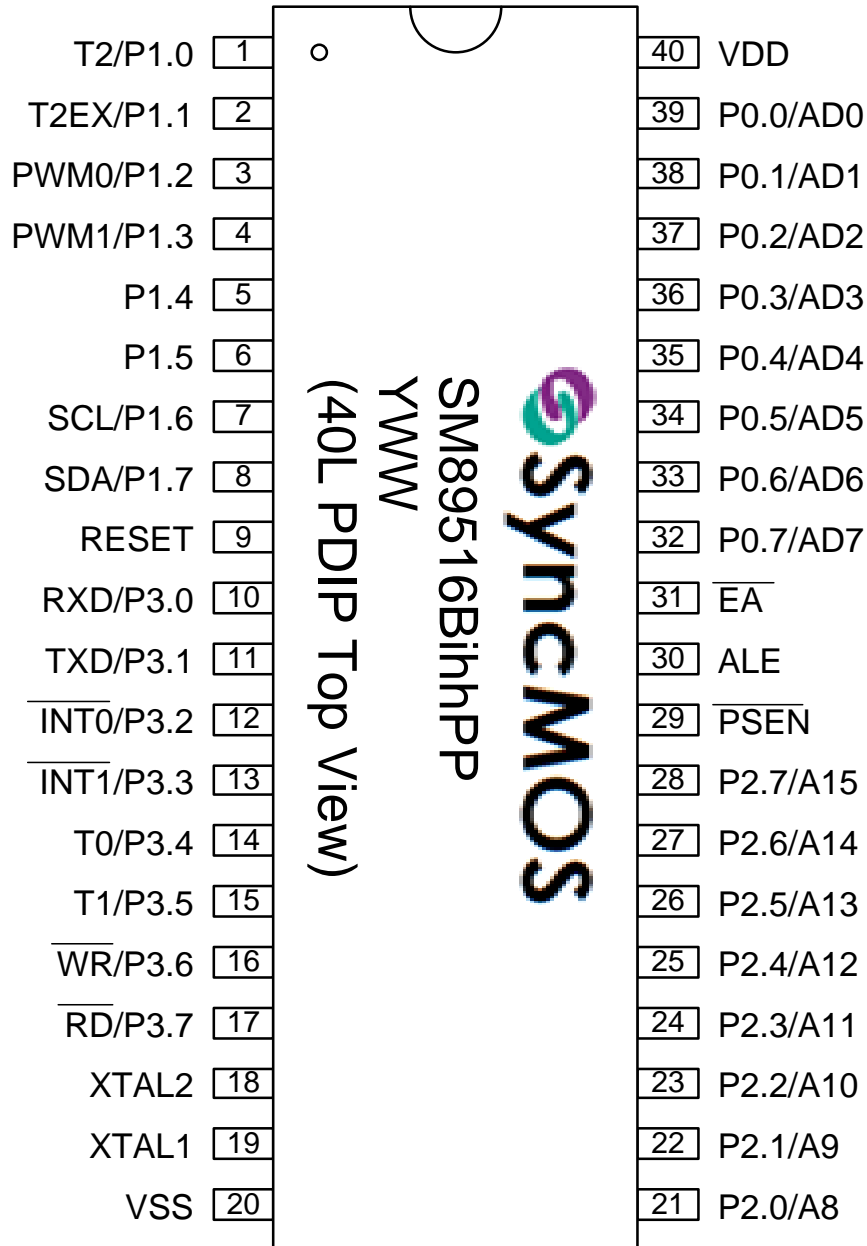 T2/P1.0 1
T2EX/P1.1 2
PWM0/P1.2 3
PWM1/P1.3 4
P1.4 5
P1.5 6
SCL/P1.6 7
SDA/P1.7 8
RESET 9
RXD/P3.0 10
TXD/P3.1 11
INT0/P3.2 12
INT1/P3.3 13
T0/P3.4 14
T1/P3.5 15
WR/P3.6 16
RD/P3.7 17
XTAL2 18
XTAL1 19
VSS 20
SyncMOS
SM89516BihhPP
YWW
(40L PDIP Top View)
40 VDD
39 P0.0/AD0
38 P0.1/AD1
37 P0.2/AD2
36 P0.3/AD3
35 P0.4/AD4
34 P0.5/AD5
33 P0.6/AD6
32 P0.7/AD7
31 EA
30 ALE
29 PSEN
28 P2.7/A15
27 P2.6/A14
26 P2.5/A13
25 P2.4/A12
24 P2.3/A11
23 P2.2/A10
22 P2.1/A9
21 P2.0/A8